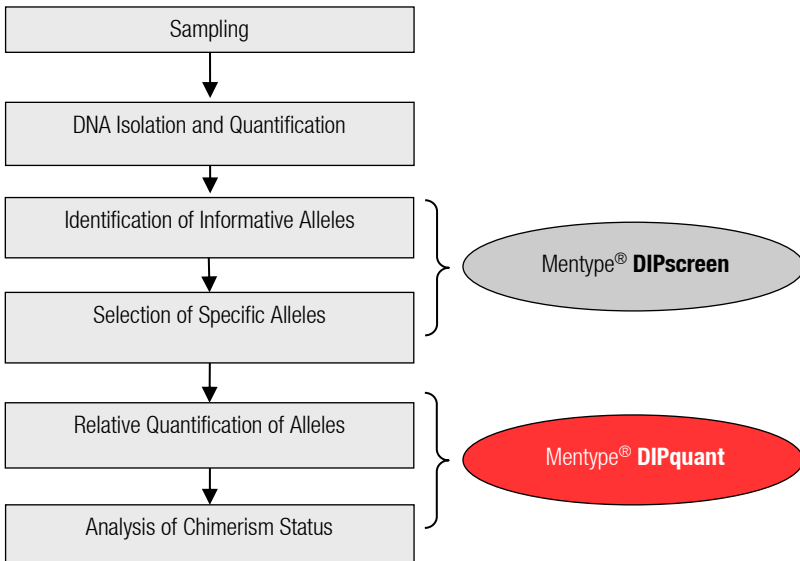 Sampling
DNA Isolation and Quantification
Identification of Informative Alleles
Mentype® DIPscreen
Selection of Specific Alleles
Relative Quantification of Alleles
Mentype® DIPquant
Analysis of Chimerism Status